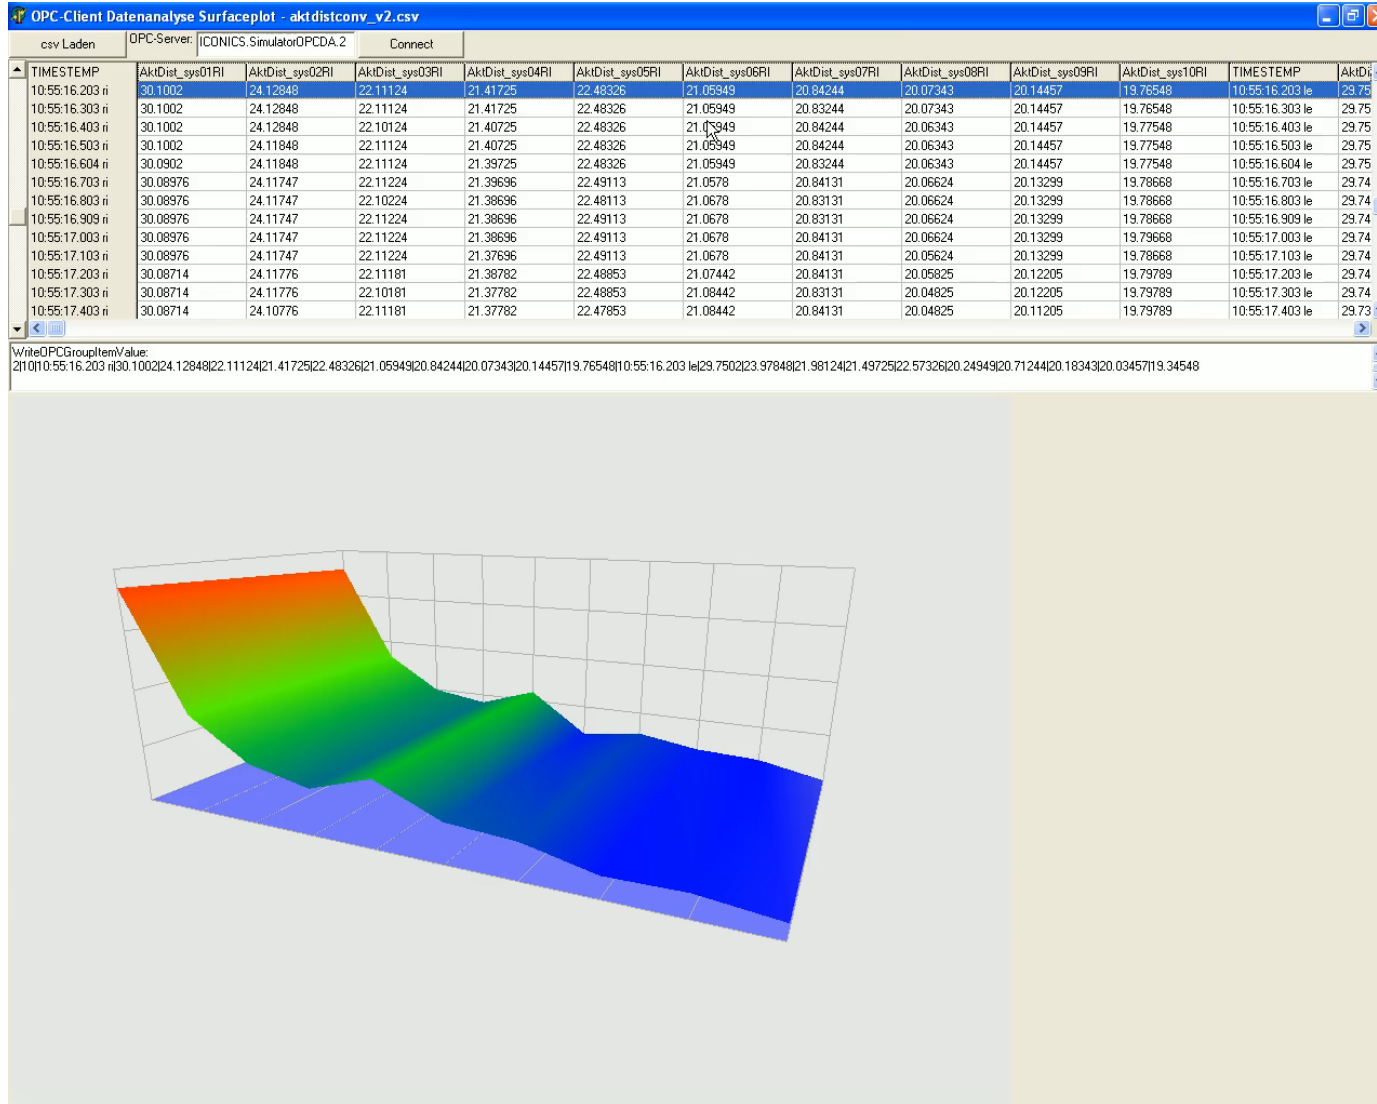 OPC-Client Datenanalyse Surfaceplot - aktdistconv_v2.csv
csv Laden OPC-Server: ICONICS.SimulatorOPCDA.2 Connect
TIMESTEMP AktDist_sys01RI AktDist_sys02RI AktDist_sys03RI AktDist_sys04RI AktDist_sys05RI AktDist_sys06RI AktDist_sys07RI AktDist_sys08RI AktDist_sys09RI AktDist_sys10RI TIMESTEMP AktDi
10:55:16.203 ri 30.1002 24.12848 22.11124 21.41725 22.48326 21.05949 20.84244 20.07343 20.14457 19.76548 10:55:16.203 le 29.75
10:55:16.303 ri 30.1002 24.12848 22.11124 21.41725 22.48326 21.05949 20.83244 20.07343 20.14457 19.76548 10:55:16.303 le 29.75
10:55:16.403 ri 30.1002 24.12848 22.10124 21.40725 22.48326 21.05949 20.84244 20.06343 20.14457 19.77548 10:55:16.403 le 29.75
10:55:16.503 ri 30.1002 24.11848 22.11124 21.40725 22.48326 21.05949 20.84244 20.06343 20.14457 19.77548 10:55:16.503 le 29.75
10:55:16.604 ri 30.0902 24.11848 22.11124 21.39725 22.48326 21.05949 20.83244 20.06343 20.14457 19.77548 10:55:16.604 le 29.75
10:55:16.703 ri 30.08976 24.11747 22.11224 21.39696 22.49113 21.0578 20.84131 20.06624 20.13299 19.78668 10:55:16.703 le 29.74
10:55:16.803 ri 30.08976 24.11747 22.10224 21.38696 22.48113 21.0678 20.83131 20.06624 20.13299 19.78668 10:55:16.803 le 29.74
10:55:16.909 ri 30.08976 24.11747 22.11224 21.38696 22.49113 21.0678 20.83131 20.06624 20.13299 19.78668 10:55:16.909 le 29.74
10:55:17.003 ri 30.08976 24.11747 22.11224 21.38696 22.49113 21.0678 20.84131 20.06624 20.13299 19.79668 10:55:17.003 le 29.74
10:55:17.103 ri 30.08976 24.11747 22.11224 21.37696 22.49113 21.0678 20.84131 20.05624 20.13299 19.78668 10:55:17.103 le 29.74
10:55:17.203 ri 30.08714 24.11776 22.11181 21.38782 22.48853 21.07442 20.84131 20.05825 20.12205 19.79789 10:55:17.203 le 29.74
10:55:17.303 ri 30.08714 24.11776 22.10181 21.37782 22.48853 21.08442 20.83131 20.04825 20.12205 19.79789 10:55:17.303 le 29.74
10:55:17.403 ri 30.08714 24.10776 22.11181 21.37782 22.47853 21.08442 20.84131 20.04825 20.11205 19.79789 10:55:17.403 le 29.73
WriteOPCGroupItemValue:
2|10|10:55:16.203 ri|30.1002|24.12848|22.11124|21.41725|22.48326|21.05949|20.84244|20.07343|20.14457|19.76548|10:55:16.203 le|29.7502|23.97848|21.98124|21.49725|22.57326|20.24949|20.71244|20.18343|20.03457|19.34548